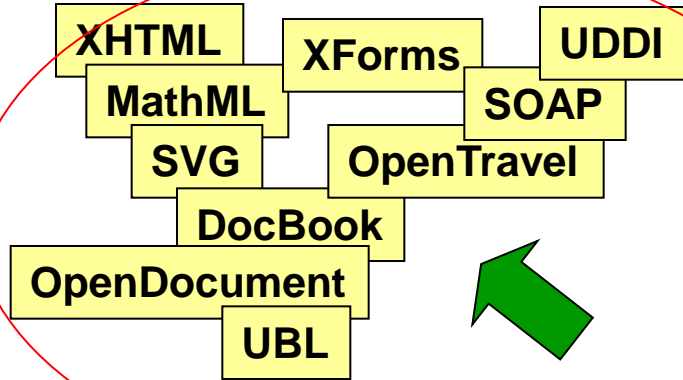 XHTML
XForms
UDDI
MathML
SOAP
SVG
OpenTravel
DocBook
OpenDocument
UBL